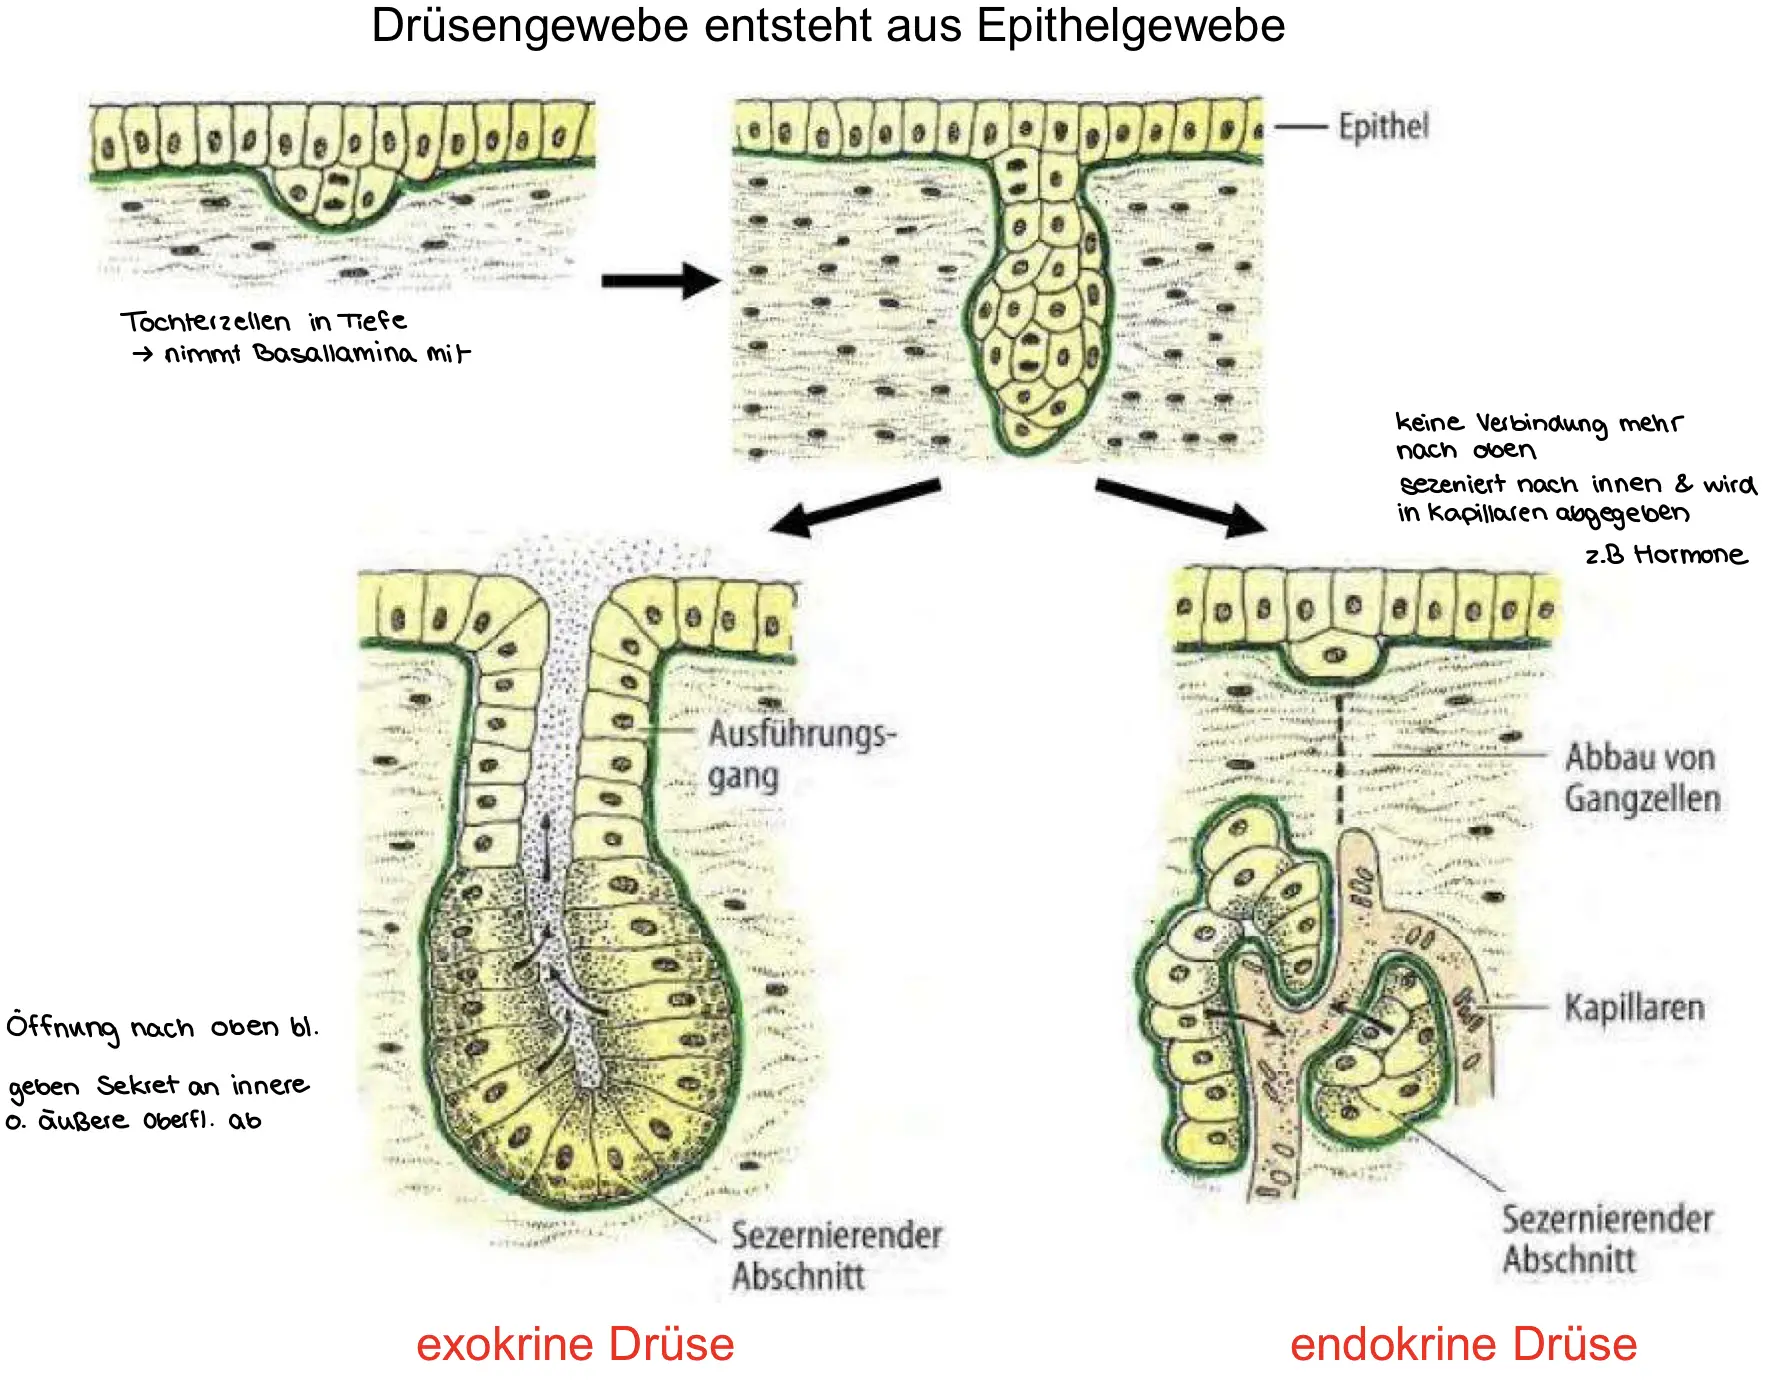 Drüsengewebe entsteht aus Epithelgewebe
Epithel
Tochterzellen in Tiefe
→ nimmt Basallamina mit
keine Verbindung mehr
nach oben
sezeniert nach innen & wird
in Kapillaren abgegeben
z.B Hormone
Ausführungs-
gang
Abbau von
Gangzellen
Kapillaren
Öffnung nach oben bl.
geben Sekret an innere
o. äußere Oberfl. ab
Sezernierender
Abschnitt
Sezernierender
Abschnitt
exokrine Drüse
endokrine Drüse